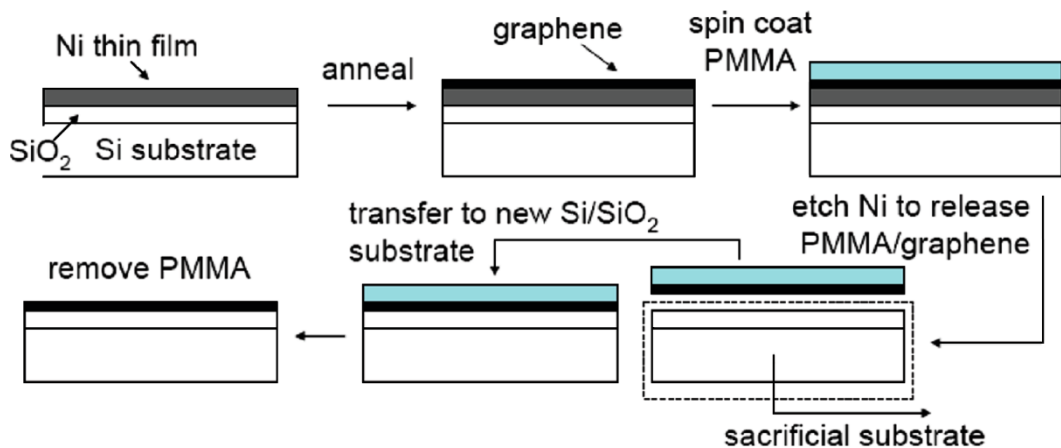 Ni thin film
SiO₂
Si substrate
anneal
graphene
spin coat
PMMA
etch Ni to release
PMMA/graphene
sacrificial substrate
transfer to new Si/SiO₂
substrate
remove PMMA